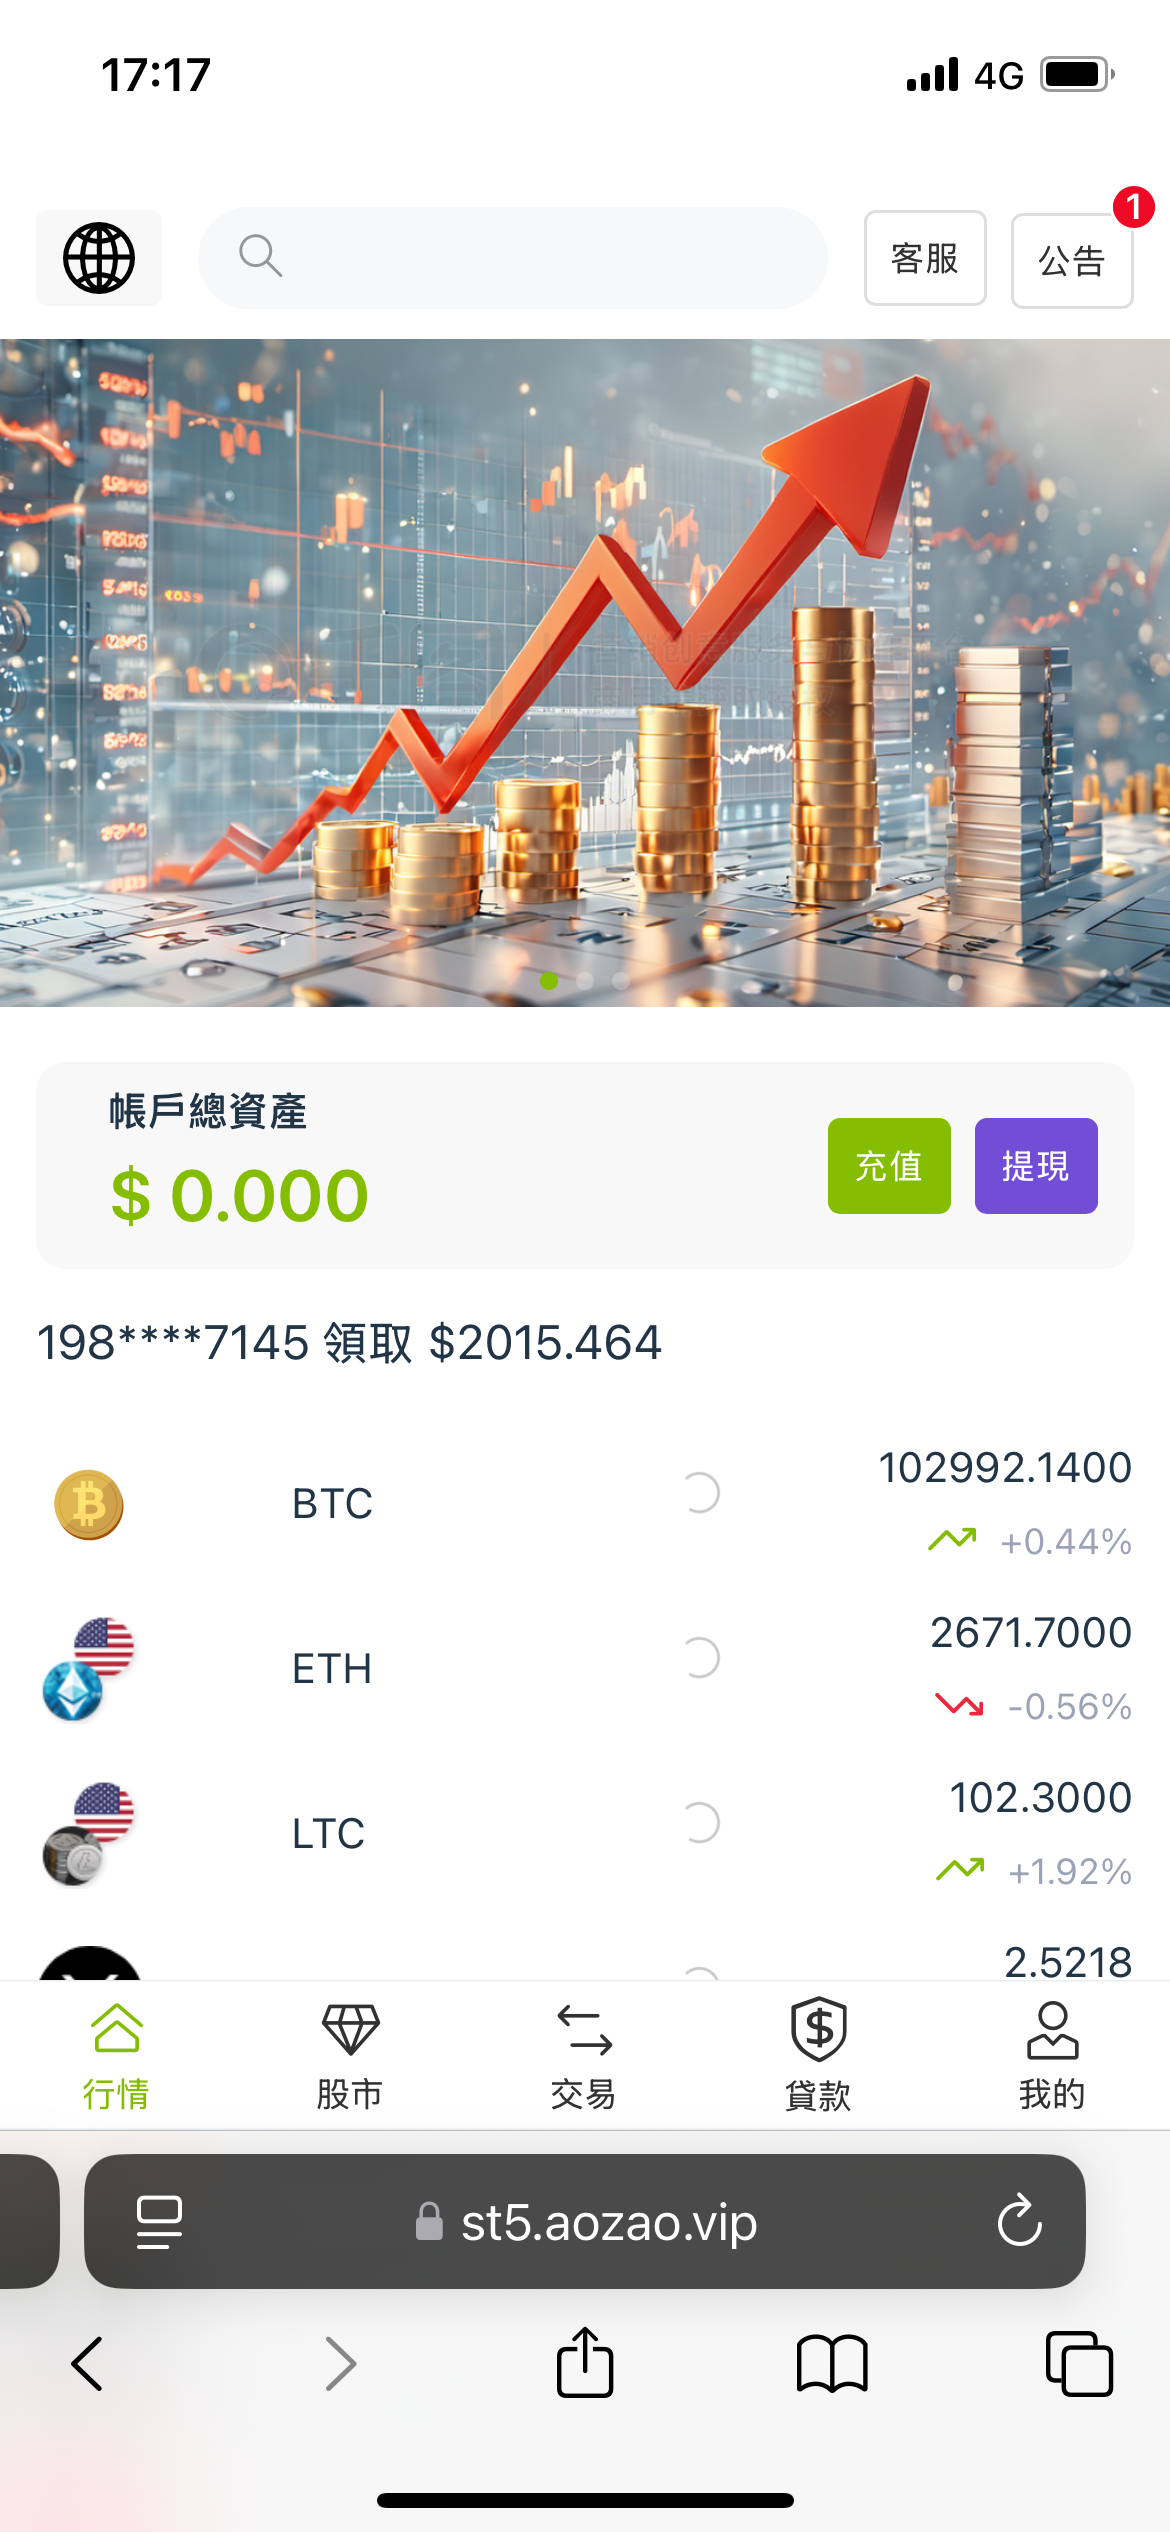 17:17
4G
客服
公告
1
帳戶總資產
$ 0.000
充值
提現
198****7145 領取 $2015.464
BTC
102992.1400
+0.44%
ETH
2671.7000
-0.56%
LTC
102.3000
+1.92%
2.5218
行情
股市
交易
貸款
我的
st5.aozao.vip